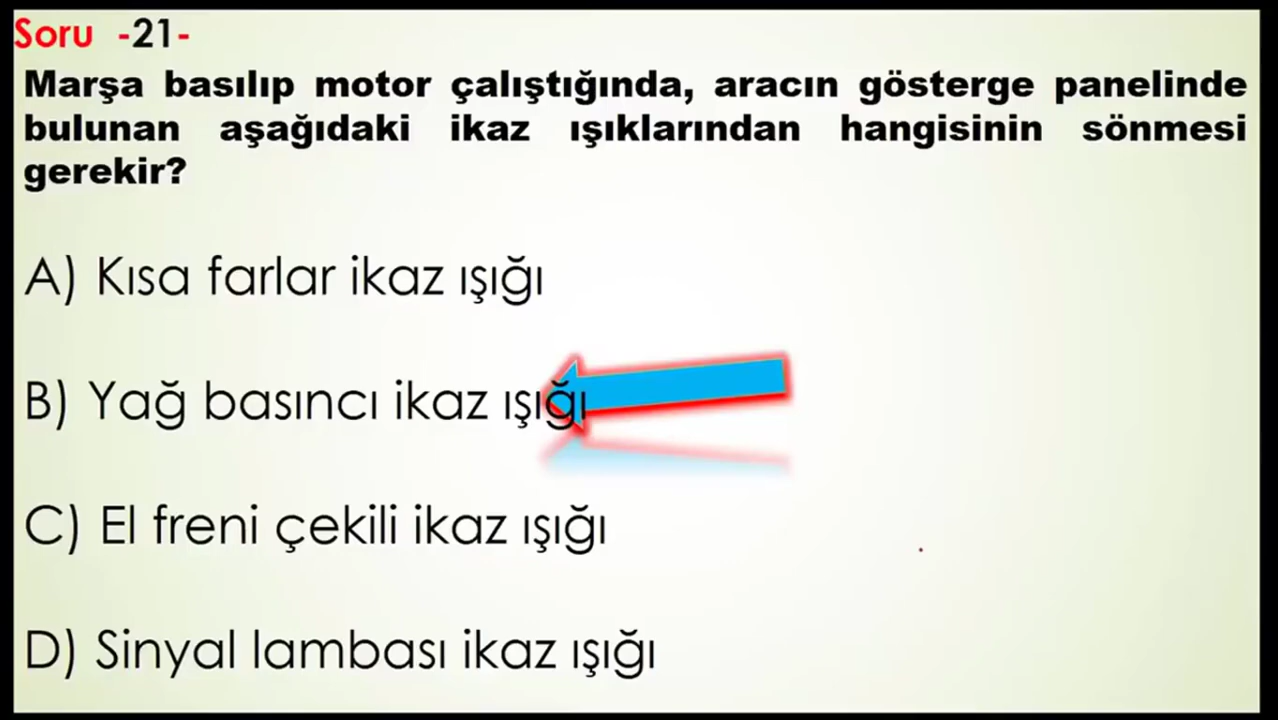 Soru -21-
Marşa basılıp motor çalıştığında, aracın gösterge panelinde
bulunan aşağıdaki ikaz ışıklarından hangisinin sönmesi
gerekir?
A) Kısa farlar ikaz ışığı
B) Yağ basıncı ikaz ışığı
C) El freni çekili ikaz ışığı
D) Sinyal lambası ikaz ışığı